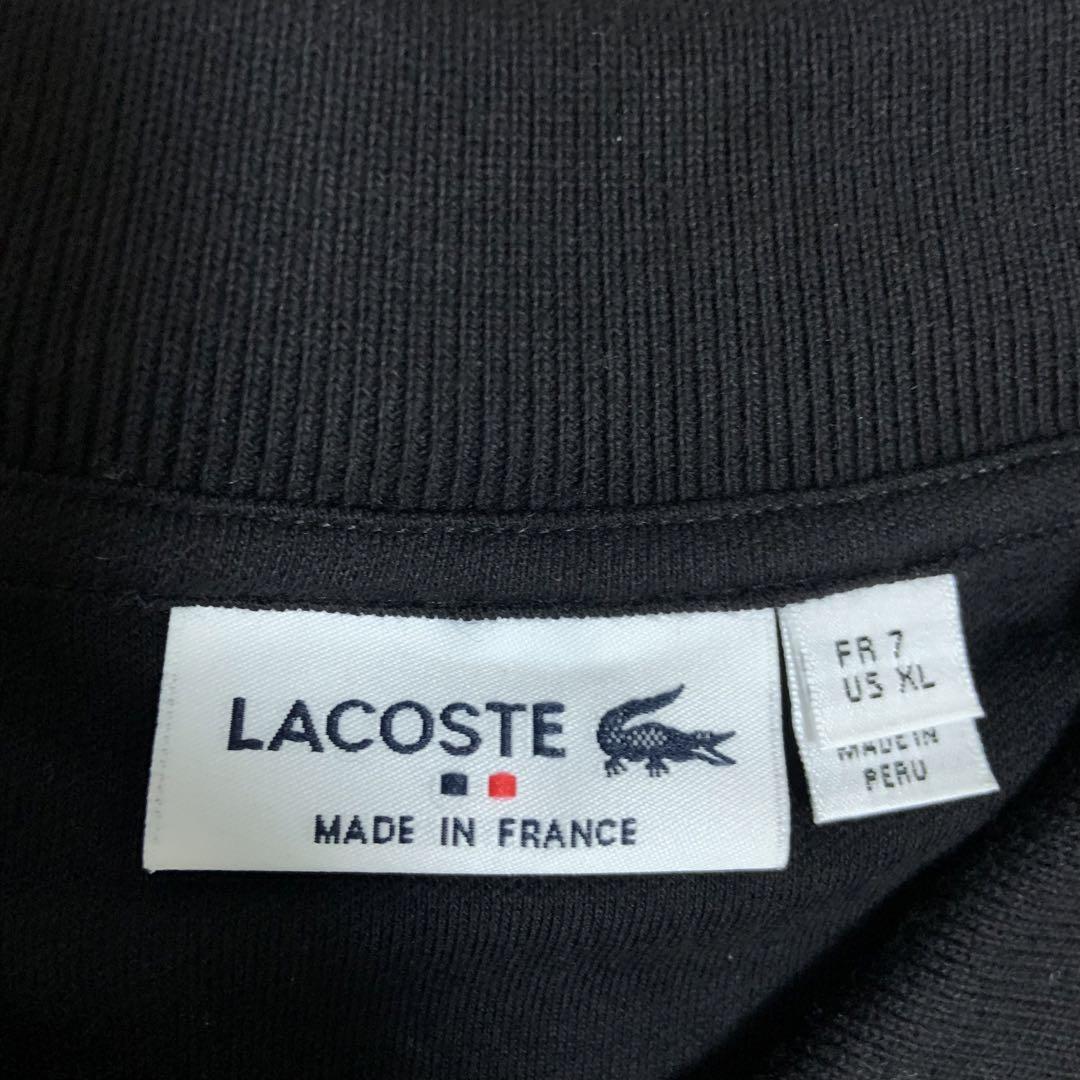 LACOSTE
MADE IN FRANCE
FR 7
US XL
MADE IN
PERU